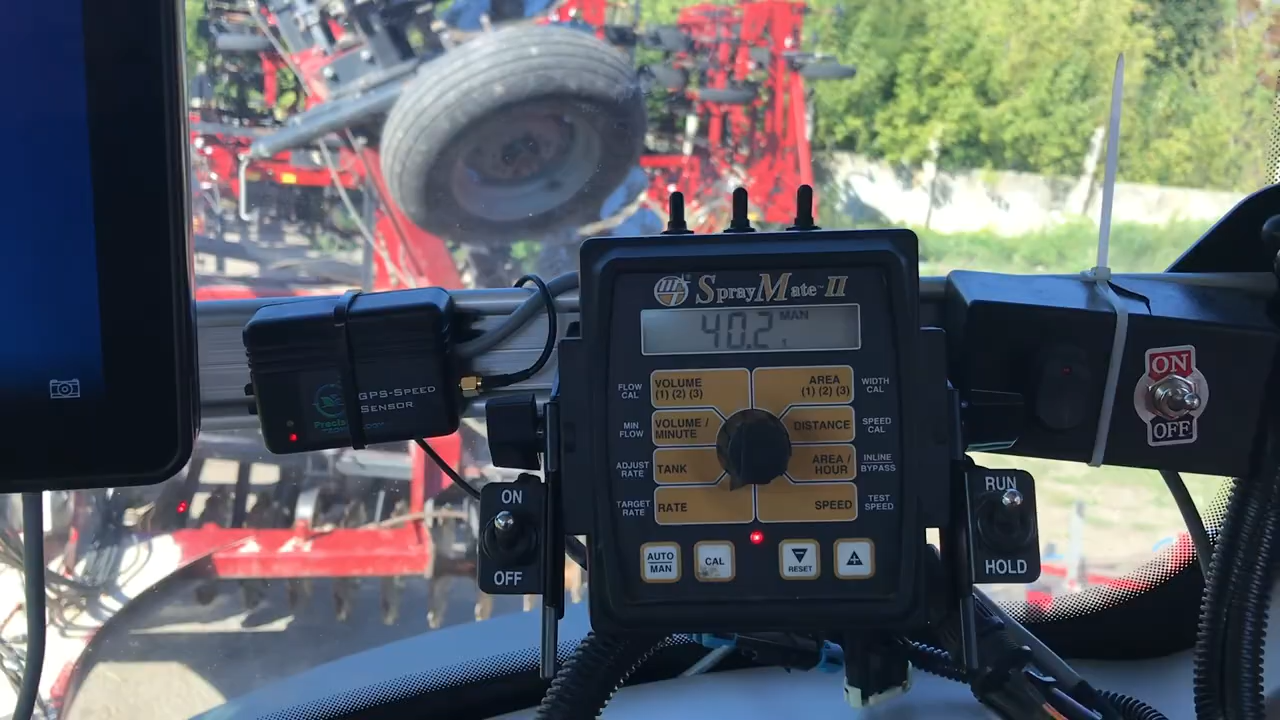 SprayMate™ II
40.2 MAN
FLOW CAL
VOLUME (1) (2) (3)
AREA (1) (2) (3)
WIDTH CAL
MIN FLOW
VOLUME / MINUTE
DISTANCE
SPEED CAL
ADJUST RATE
TANK
AREA / HOUR
INLINE BYPASS
TARGET RATE
RATE
SPEED
TEST SPEED
AUTO MAN
CAL
RESET
GPS-SPEED
SENSOR
ON
OFF
RUN
HOLD
ON
OFF